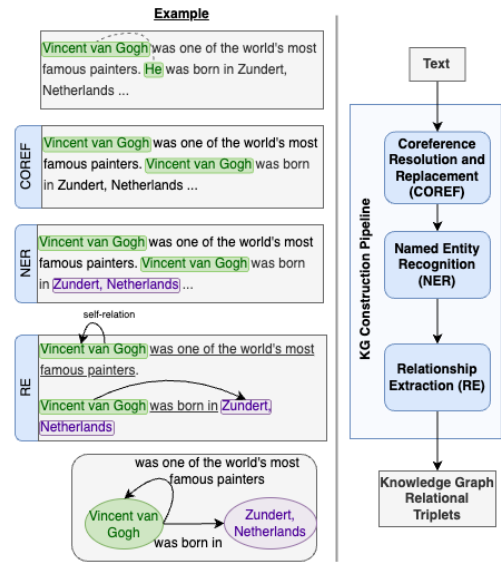 Example
Vincent van Gogh was one of the world's most
famous painters. He was born in Zundert,
Netherlands ...
COREF
Vincent van Gogh was one of the world's most
famous painters. Vincent van Gogh was born
in Zundert, Netherlands ...
NER
Vincent van Gogh was one of the world's most
famous painters. Vincent van Gogh was born
in Zundert, Netherlands ...
self-relation
RE
Vincent van Gogh was one of the world's most
famous painters.
Vincent van Gogh was born in Zundert,
Netherlands
was one of the world's most
famous painters
Vincent van
Gogh
Zundert,
Netherlands
was born in
Text
KG Construction Pipeline
Coreference
Resolution and
Replacement
(COREF)
Named Entity
Recognition
(NER)
Relationship
Extraction (RE)
Knowledge Graph
Relational
Triplets